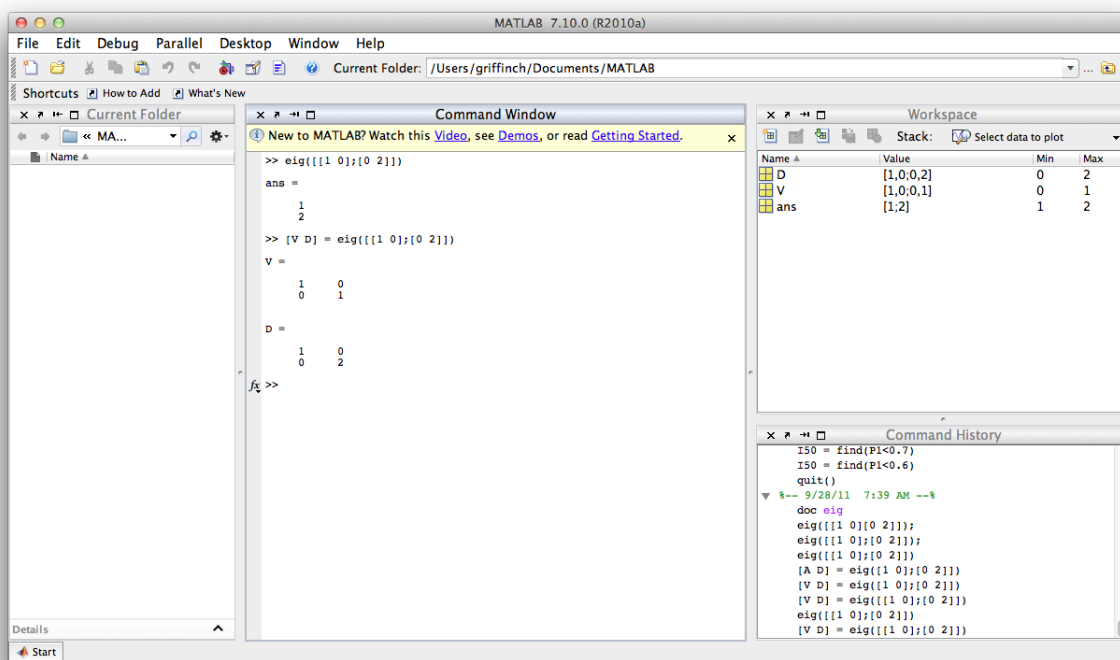 MATLAB 7.10.0 (R2010a)
File Edit Debug Parallel Desktop Window Help
Current Folder: /Users/griffinch/Documents/MATLAB ...
Shortcuts How to Add What's New
Current Folder
« MA...
Name
Details
Command Window
New to MATLAB? Watch this Video, see Demos, or read Getting Started.
>> eig([[1 0];[0 2]])
ans =
1
2
>> [V D] = eig([[1 0];[0 2]])
V =
1 0
0 1
D =
1 0
0 2
fx >>
Workspace
Stack: Select data to plot
Name Value Min Max
D [1,0;0,2] 0 2
V [1,0;0,1] 0 1
ans [1;2] 1 2
Command History
I50 = find(P1<0.7)
I50 = find(P1<0.6)
quit()
%-- 9/28/11 7:39 AM --%
doc eig
eig([[1 0][0 2]]);
eig([[1 0];[0 2]]);
eig([[1 0];[0 2]])
[A D] = eig([1 0];[0 2]])
[V D] = eig([1 0];[0 2]])
[V D] = eig([[1 0];[0 2]])
eig([[1 0];[0 2]])
[V D] = eig([[1 0];[0 2]])
Start